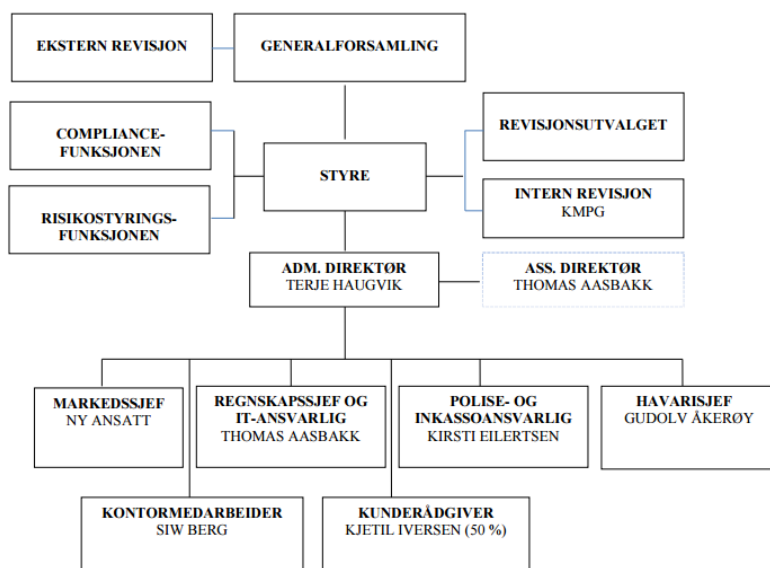 EKSTERN REVISJON
GENERALFORSAMLING
COMPLIANCE-
FUNKSJONEN
REVISJONSUTVALGET
STYRE
RISIKOSTYRINGS-
FUNKSJONEN
INTERN REVISJON
KMPG
ADM. DIREKTØR
TERJE HAUGVIK
ASS. DIREKTØR
THOMAS AASBAKK
MARKEDSSJEF
NY ANSATT
REGNSKAPSSJEF OG
IT-ANSVARLIG
THOMAS AASBAKK
POLISE- OG
INKASSOANSVARLIG
KIRSTI EILERTSEN
HAVARISJEF
GUDOLV ÅKERØY
KONTORMEDARBEIDER
SIW BERG
KUNDERÅDGIVER
KJETIL IVERSEN (50 %)